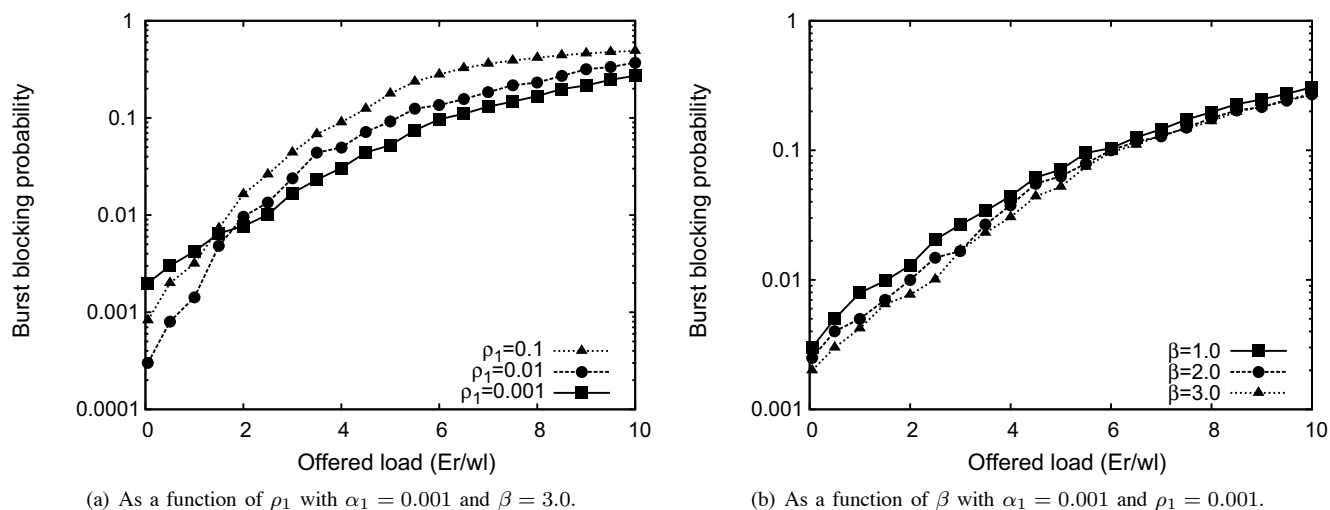 Burst blocking probability
1
0.1
0.01
0.001
0.0001
0 2 4 6 8 10
Offered load (Er/wl)
ρ1=0.1
ρ1=0.01
ρ1=0.001
(a) As a function of ρ1 with α1 = 0.001 and β = 3.0.
Burst blocking probability
1
0.1
0.01
0.001
0 2 4 6 8 10
Offered load (Er/wl)
β=1.0
β=2.0
β=3.0
(b) As a function of β with α1 = 0.001 and ρ1 = 0.001.